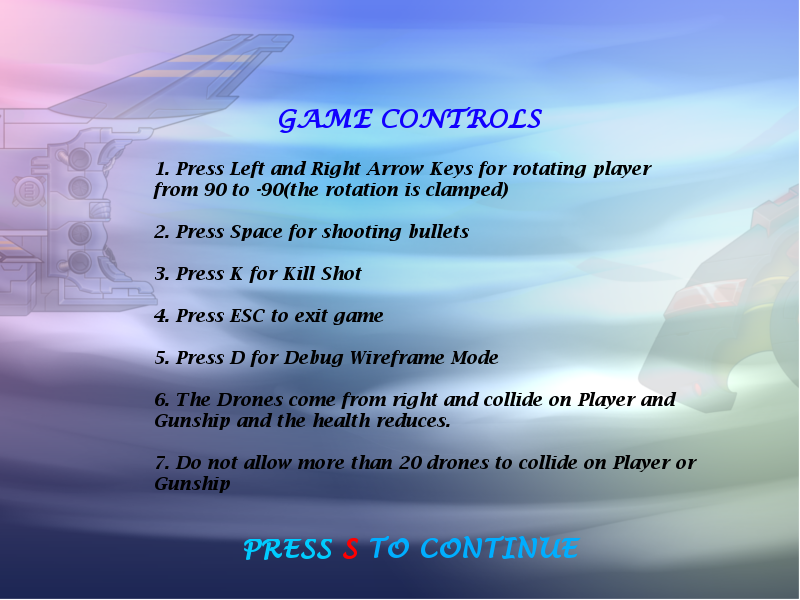 GAME CONTROLS
1. Press Left and Right Arrow Keys for rotating player
from 90 to -90(the rotation is clamped)
2. Press Space for shooting bullets
3. Press K for Kill Shot
4. Press ESC to exit game
5. Press D for Debug Wireframe Mode
6. The Drones come from right and collide on Player and
Gunship and the health reduces.
7. Do not allow more than 20 drones to collide on Player or
Gunship
PRESS S TO CONTINUE